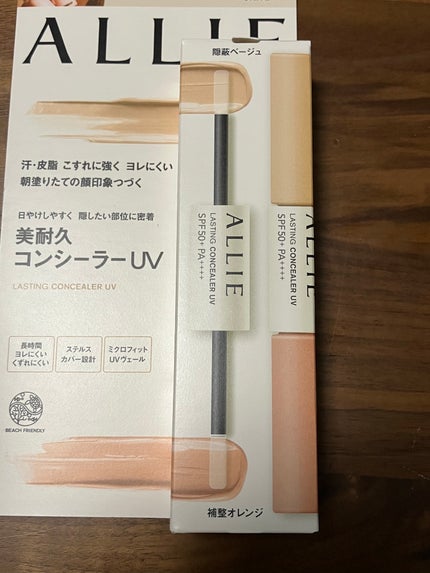 ALLIE
汗・皮脂 こすれに強く ヨレにくい
朝塗りたての顔印象つづく
日やけしやすく 隠したい部位に密着
美耐久
コンシーラーUV
LASTING CONCEALER UV
長時間
ヨレにくい
くずれにくい
ステルス
カバー設計
ミクロフィット
UVヴェール
BEACH FRIENDLY
隠蔽ベージュ
ALLIE
LASTING CONCEALER UV
SPF50+ PA++++
補整オレンジ
ALLIE
LASTING CONCEALER UV
SPF50+ PA++++